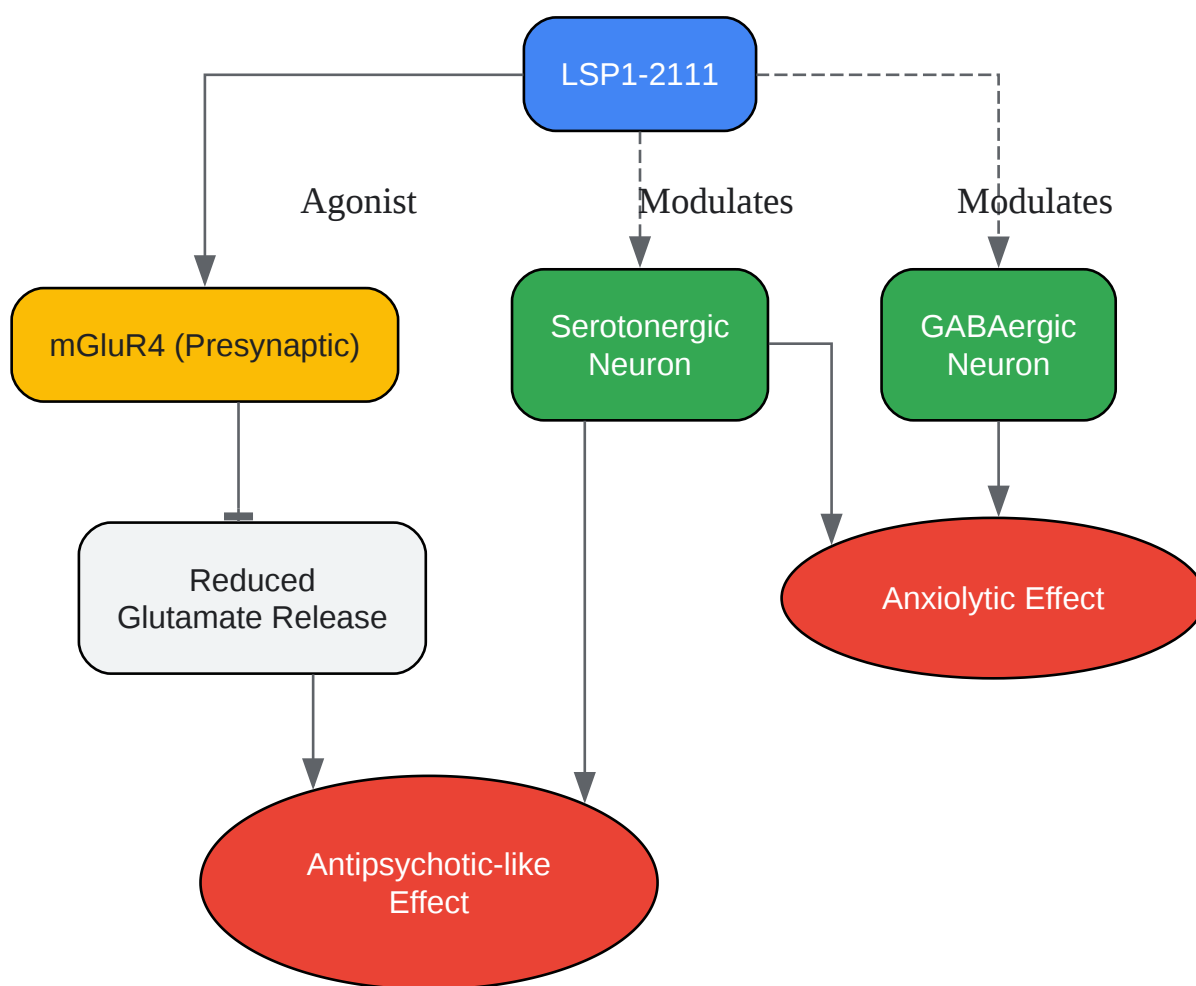 LSP1-2111
Agonist
Modulates
Modulates
mGluR4 (Presynaptic)
Serotonergic
Neuron
GABAergic
Neuron
Reduced
Glutamate Release
Anxiolytic Effect
Antipsychotic-like
Effect